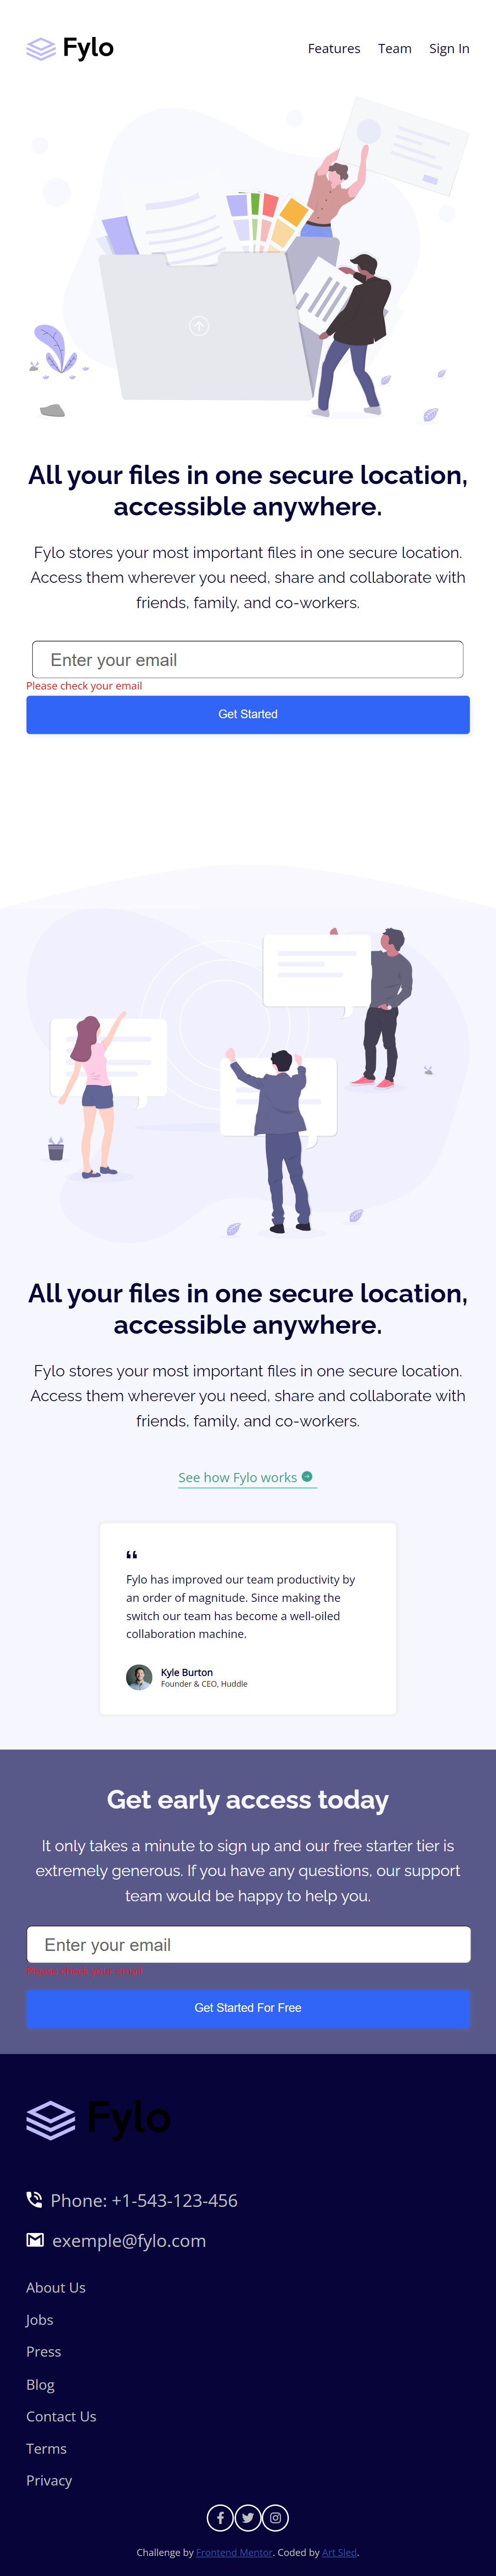 Fylo
Features Team Sign In
All your files in one secure location,
accessible anywhere.
Fylo stores your most important files in one secure location.
Access them wherever you need, share and collaborate with
friends, family, and co-workers.
Enter your email
Please check your email
Get Started
All your files in one secure location,
accessible anywhere.
Fylo stores your most important files in one secure location.
Access them wherever you need, share and collaborate with
friends, family, and co-workers.
See how Fylo works
“
Fylo has improved our team productivity by
an order of magnitude. Since making the
switch our team has become a well-oiled
collaboration machine.
Kyle Burton
Founder & CEO, Huddle
Get early access today
It only takes a minute to sign up and our free starter tier is
extremely generous. If you have any questions, our support
team would be happy to help you.
Enter your email
Please check your email
Get Started For Free
Fylo
Phone: +1-543-123-456
exemple@fylo.com
About Us
Jobs
Press
Blog
Contact Us
Terms
Privacy
Challenge by Frontend Mentor. Coded by Art Sled.